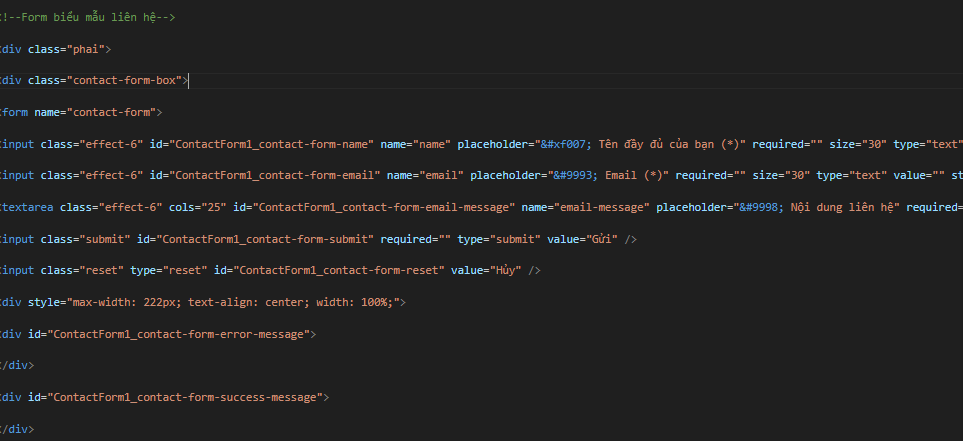 <!--Form biểu mẫu liên hệ-->
<div class="phai">
<div class="contact-form-box">
<form name="contact-form">
<input class="effect-6" id="ContactForm1_contact-form-name" name="name" placeholder="&#xf007; Tên đầy đủ của bạn (*)" required="" size="30" type="text"
<input class="effect-6" id="ContactForm1_contact-form-email" name="email" placeholder="&#9993; Email (*)" required="" size="30" type="text" value="" st
<textarea class="effect-6" cols="25" id="ContactForm1_contact-form-email-message" name="email-message" placeholder="&#9998; Nội dung liên hệ" required=
<input class="submit" id="ContactForm1_contact-form-submit" required="" type="submit" value="Gửi" />
<input class="reset" type="reset" id="ContactForm1_contact-form-reset" value="Hủy" />
<div style="max-width: 222px; text-align: center; width: 100%;">
<div id="ContactForm1_contact-form-error-message">
</div>
<div id="ContactForm1_contact-form-success-message">
</div>